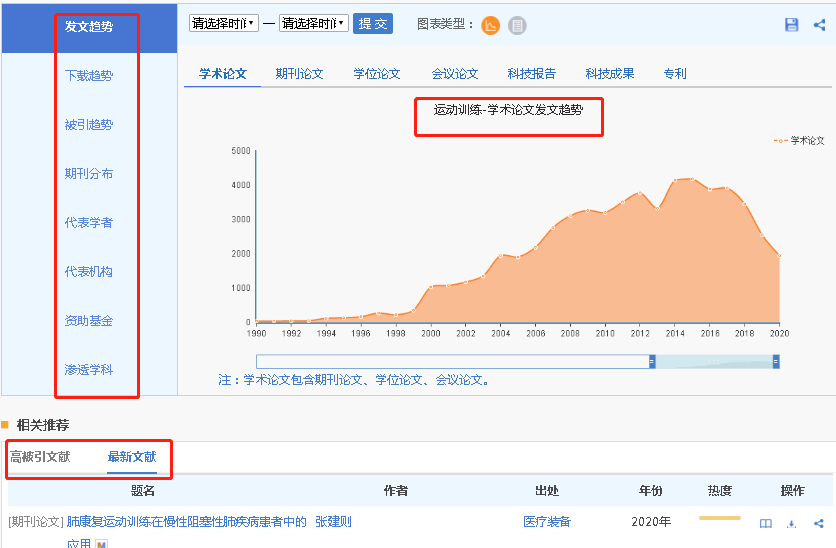 发文趋势
下载趋势
被引趋势
期刊分布
代表学者
代表机构
资助基金
渗透学科
请选择时间 — 请选择时间 提 交 图表类型：
学术论文 期刊论文 学位论文 会议论文 科技报告 科技成果 专利
运动训练-学术论文发文趋势
学术论文
5000
4000
3000
2000
1000
0
1990 1992 1994 1996 1998 2000 2002 2004 2006 2008 2010 2012 2014 2016 2018 2020
注：学术论文包含期刊论文、学位论文、会议论文。
相关推荐
高被引文献 最新文献
题名 作者 出处 年份 热度 操作
[期刊论文] 肺康复运动训练在慢性阻塞性肺疾病患者中的 张建则 医疗装备 2020年
应用 M